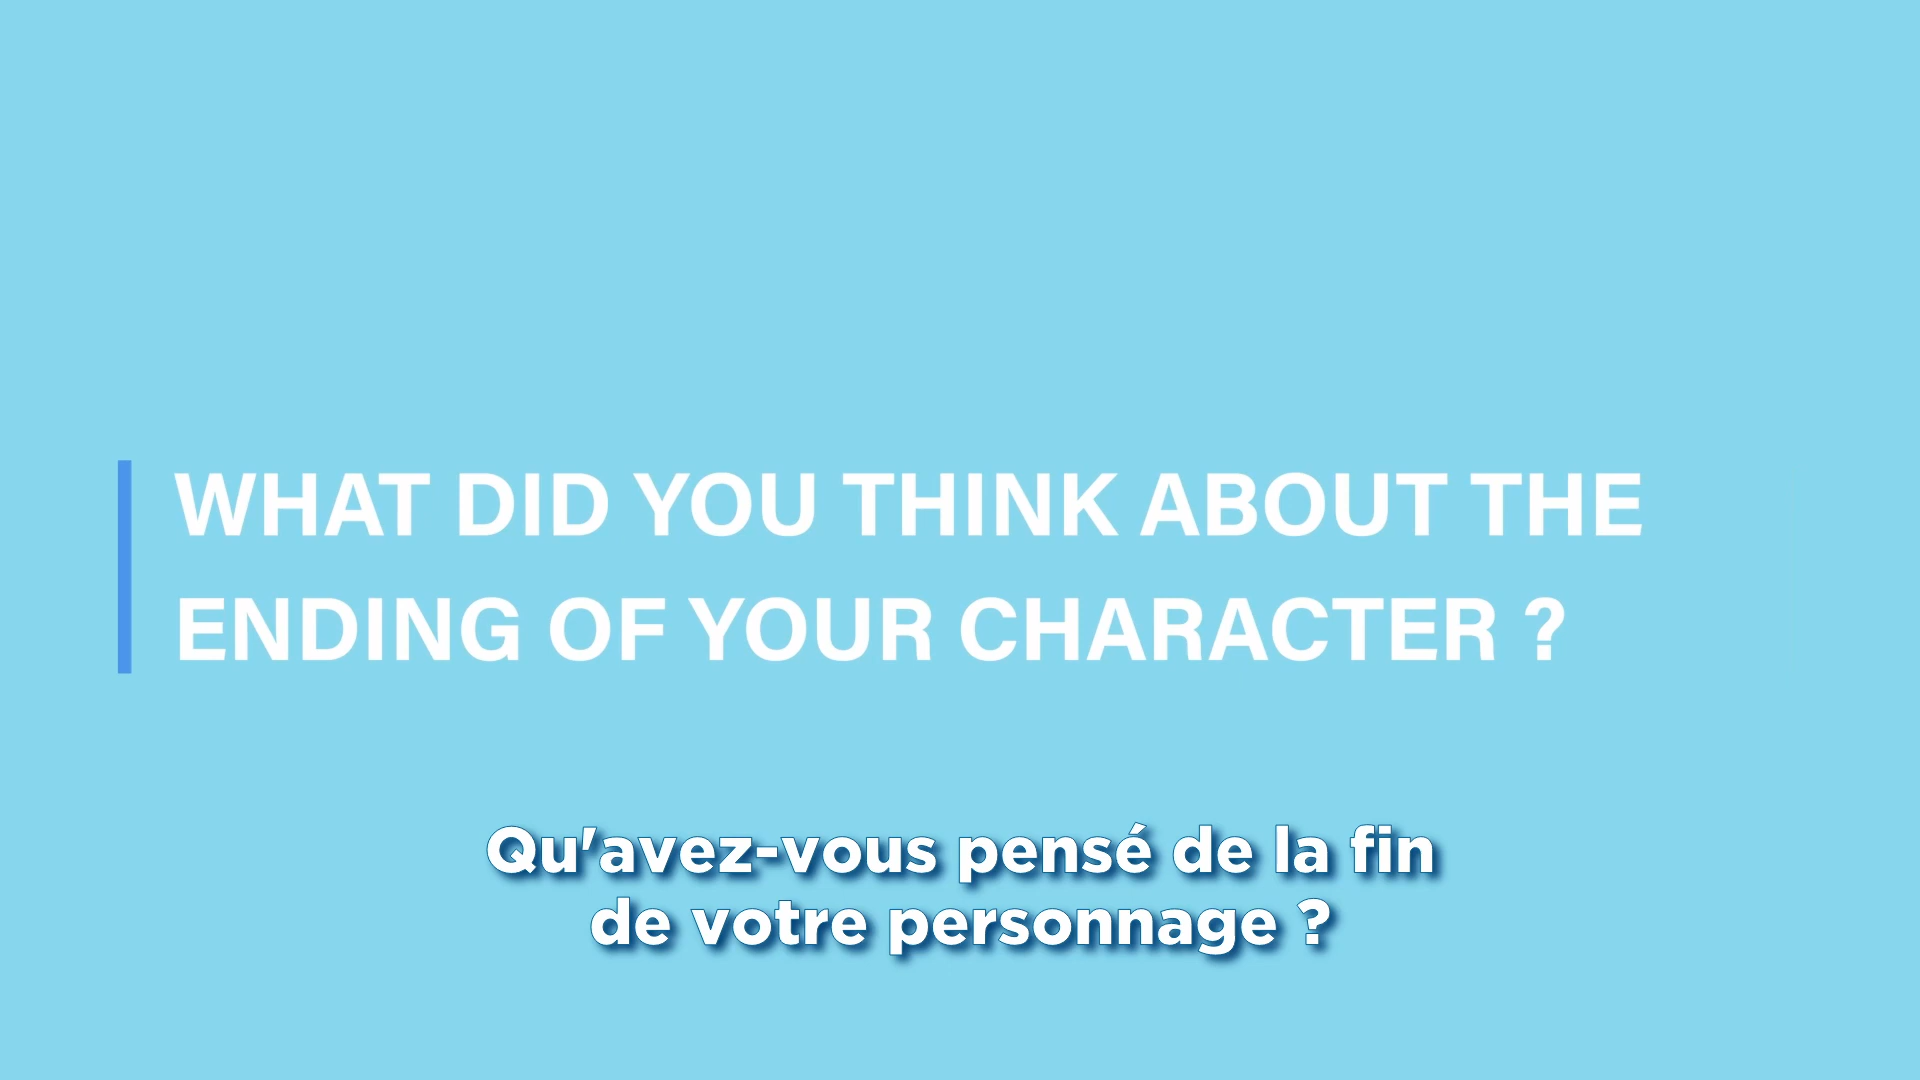 WHAT DID YOU THINK ABOUT THE
ENDING OF YOUR CHARACTER ?
Qu'avez-vous pensé de la fin
de votre personnage ?